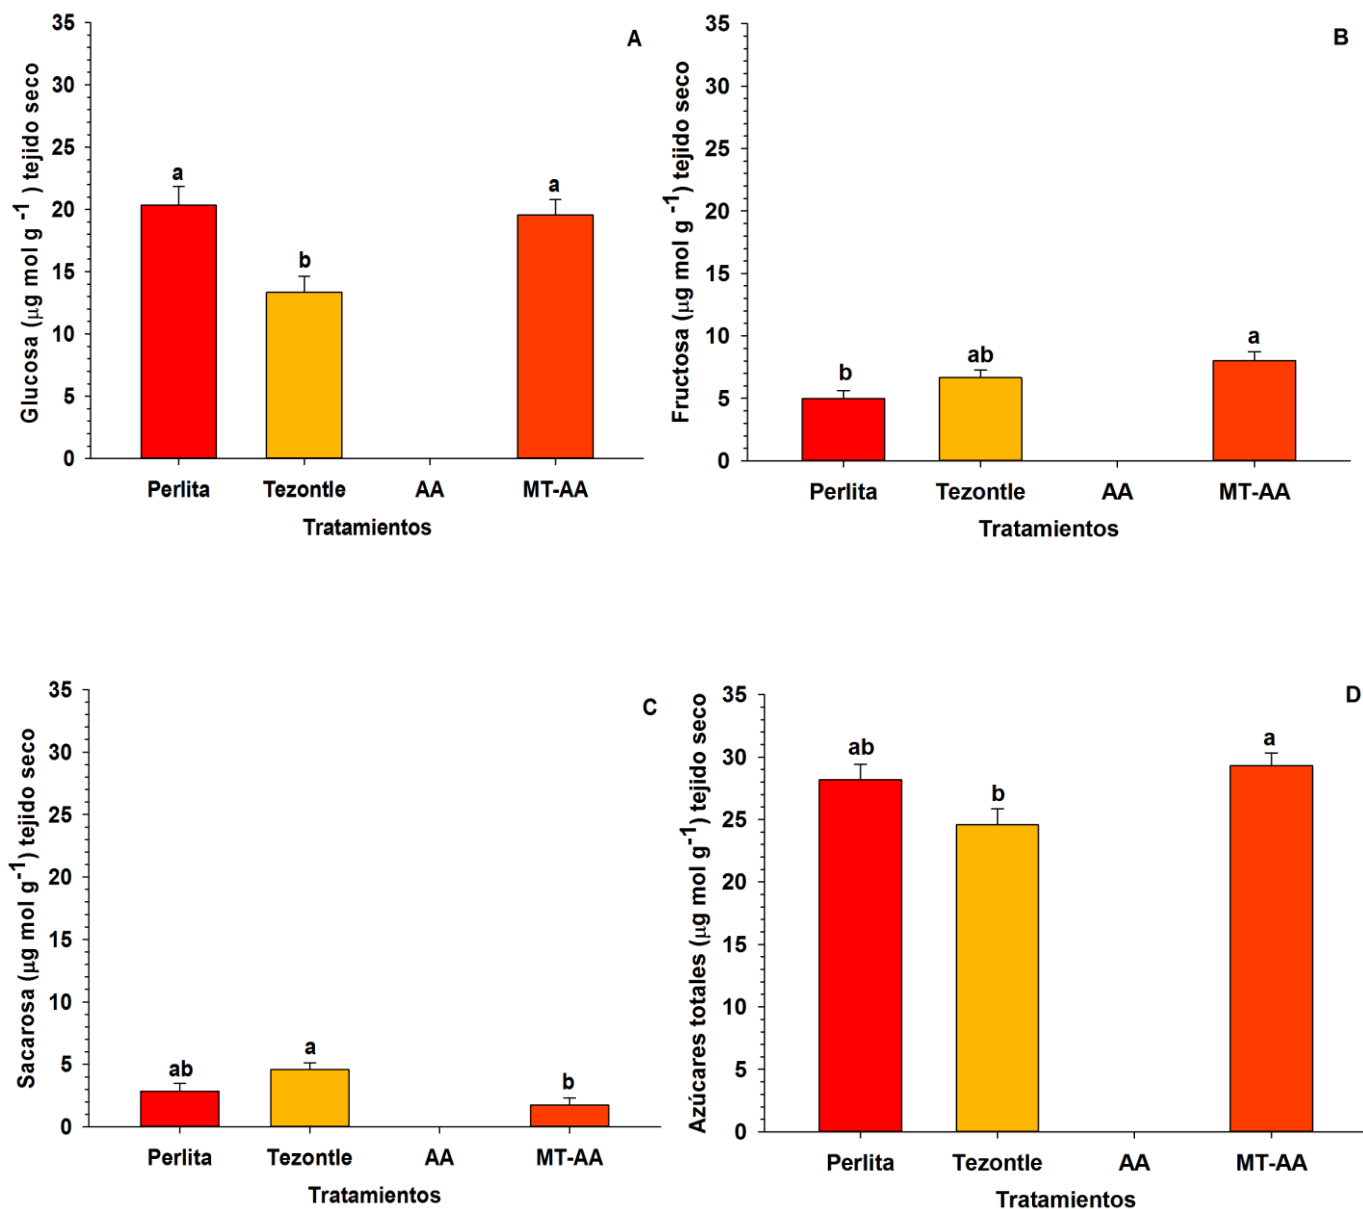 A
Glucosa (µg mol g -1) tejido seco
35
30
25
20
15
10
5
0
a
b
a
Perlita Tezontle AA MT-AA
Tratamientos
B
Fructosa (µg mol g-1) tejido seco
35
30
25
20
15
10
5
0
b
ab
a
Perlita Tezontle AA MT-AA
Tratamientos
C
Sacarosa (µg mol g-1) tejido seco
35
30
25
20
15
10
5
0
ab
a
b
Perlita Tezontle AA MT-AA
Tratamientos
D
Azúcares totales (µg mol g-1) tejido seco
35
30
25
20
15
10
5
0
ab
b
a
Perlita Tezontle AA MT-AA
Tratamientos